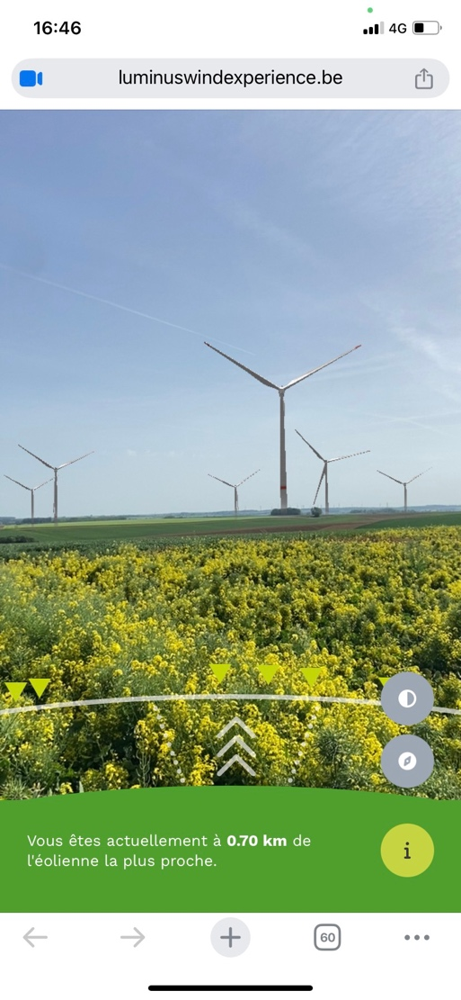 16:46
4G
luminuswindexperience.be
Vous êtes actuellement à 0.70 km de
l'éolienne la plus proche.
i
60